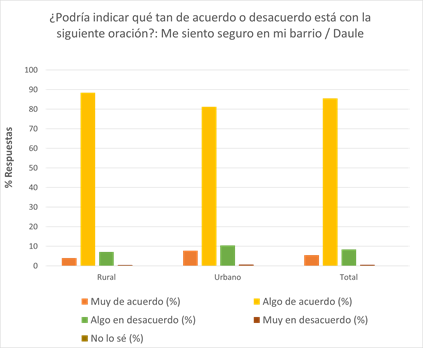 ¿Podría indicar qué tan de acuerdo o desacuerdo está con la
siguiente oración?: Me siento seguro en mi barrio / Daule
100
90
80
70
60
50
40
30
20
10
0
% Respuestas
Rural Urbano Total
Muy de acuerdo (%) Algo de acuerdo (%)
Algo en desacuerdo (%) Muy en desacuerdo (%)
No lo sé (%)